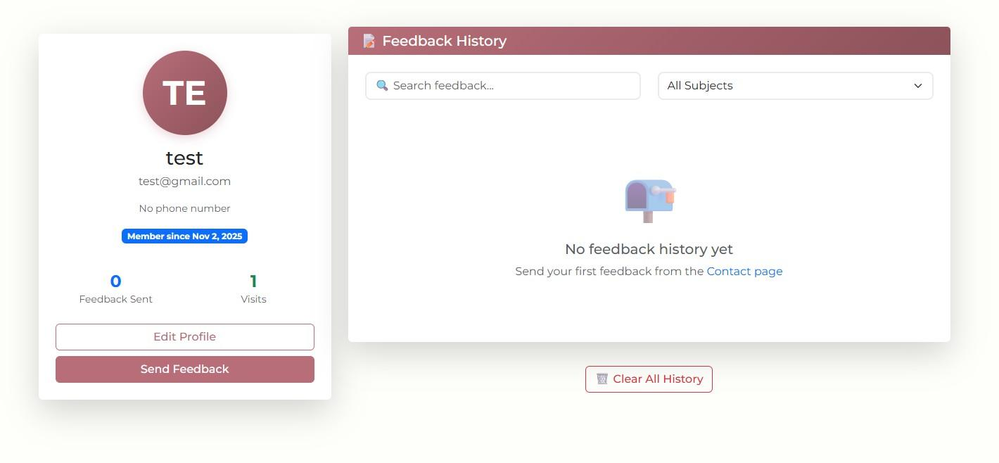 TE
test
test@gmail.com
No phone number
Member since Nov 2, 2025
0
Feedback Sent
1
Visits
Edit Profile
Send Feedback
Feedback History
Search feedback...
All Subjects
No feedback history yet
Send your first feedback from the Contact page
Clear All History